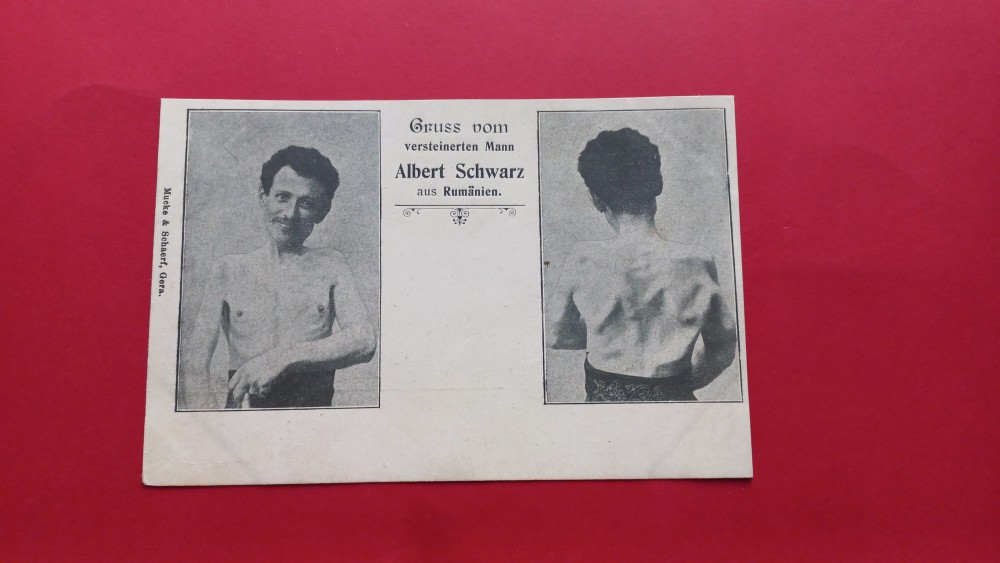 Gruss vom
versteinerten Mann
Albert Schwarz
aus Rumänien.
Mucke & Schaerf, Gera.